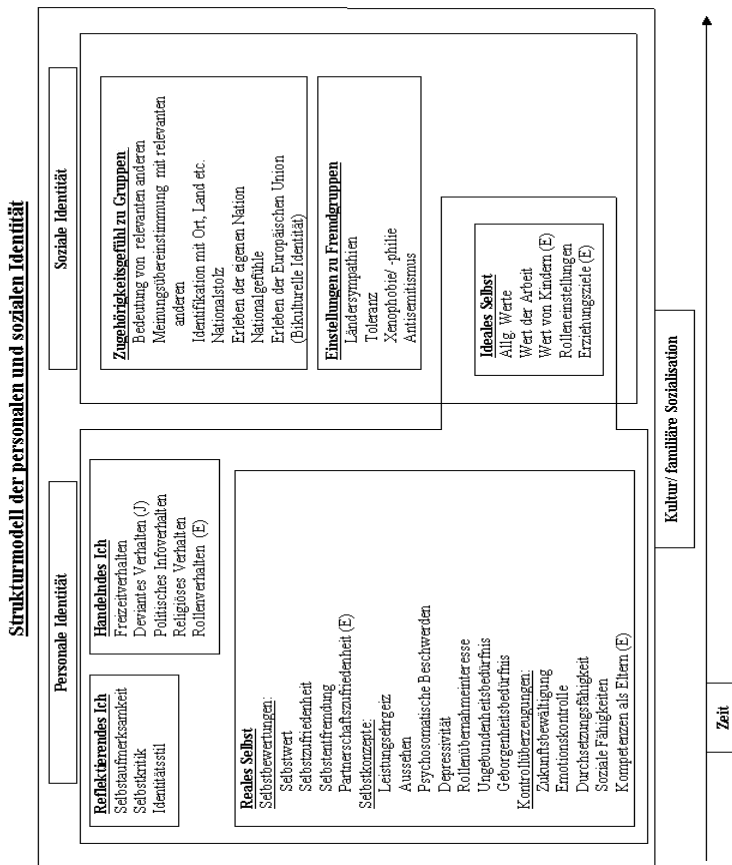 Strukturmodell der personalen und sozialen Identität
Personale Identität
Reflektierendes Ich
Selbstaufmerksamkeit
Selbstkritik
Identitätsstil
Handelndes Ich
Freizeitverhalten
Deviantes Verhalten (J)
Politisches Infoverhalten
Religiöses Verhalten
Rollenverhalten (E)
Reales Selbst
Selbstbewertungen:
Selbstwert
Selbstzufriedenheit
Selbstentfremdung
Partnerschaftszufriedenheit (E)
Selbstkonzepte:
Leistungsehrgeiz
Aussehen
Psychosomatische Beschwerden
Depressivität
Rollenübernahmeinteresse
Ungebundenheitsbedürfnis
Geborgenheitsbedürfnis
Kontrollüberzeugungen:
Zukunftsbewältigung
Emotionskontrolle
Durchsetzungsfähigkeit
Soziale Fähigkeiten
Kompetenzen als Eltern (E)
Soziale Identität
Zugehörigkeitsgefühl zu Gruppen
Bedeutung von relevanten anderen
Meinungsübereinstimmung mit relevanten
anderen
Identifikation mit Ort, Land etc.
Nationalstolz
Erleben der eigenen Nation
Nationalgefühle
Erleben der Europäischen Union
(Bikulturelle Identität)
Einstellungen zu Fremdgruppen
Ländersympathien
Toleranz
Xenophobie/ -philie
Antisemitismus
Ideales Selbst
Allg. Werte
Wert der Arbeit
Wert von Kindern (E)
Rolleneinstellungen
Erziehungsziele (E)
Kultur/ familiäre Sozialisation
Zeit